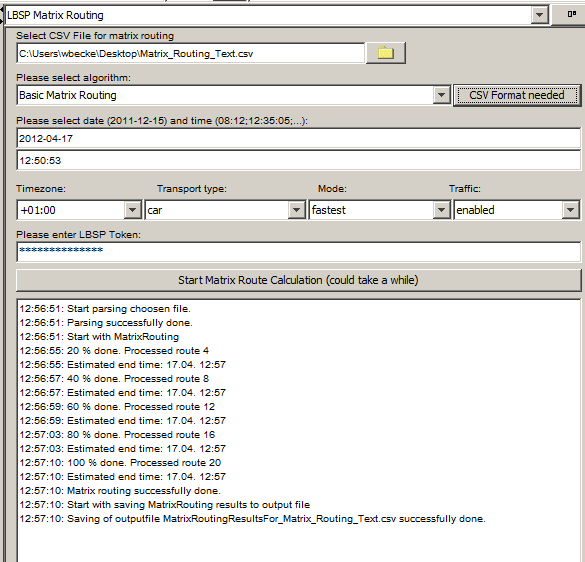 LBSP Matrix Routing
Select CSV File for matrix routing
C:\Users\wbecke\Desktop\Matrix_Routing_Text.csv
Please select algorithm:
Basic Matrix Routing
CSV Format needed
Please select date (2011-12-15) and time (08:12;12:35:05;...):
2012-04-17
12:50:53
Timezone: Transport type: Mode: Traffic:
+01:00 car fastest enabled
Please enter LBSP Token:
**************
Start Matrix Route Calculation (could take a while)
12:56:51: Start parsing choosen file.
12:56:51: Parsing successfully done.
12:56:51: Start with MatrixRouting
12:56:55: 20 % done. Processed route 4
12:56:55: Estimated end time: 17.04. 12:57
12:56:57: 40 % done. Processed route 8
12:56:57: Estimated end time: 17.04. 12:57
12:56:59: 60 % done. Processed route 12
12:56:59: Estimated end time: 17.04. 12:57
12:57:03: 80 % done. Processed route 16
12:57:03: Estimated end time: 17.04. 12:57
12:57:10: 100 % done. Processed route 20
12:57:10: Estimated end time: 17.04. 12:57
12:57:10: Matrix routing successfully done.
12:57:10: Start with saving MatrixRouting results to output file
12:57:10: Saving of outputfile MatrixRoutingResultsFor_Matrix_Routing_Text.csv successfully done.